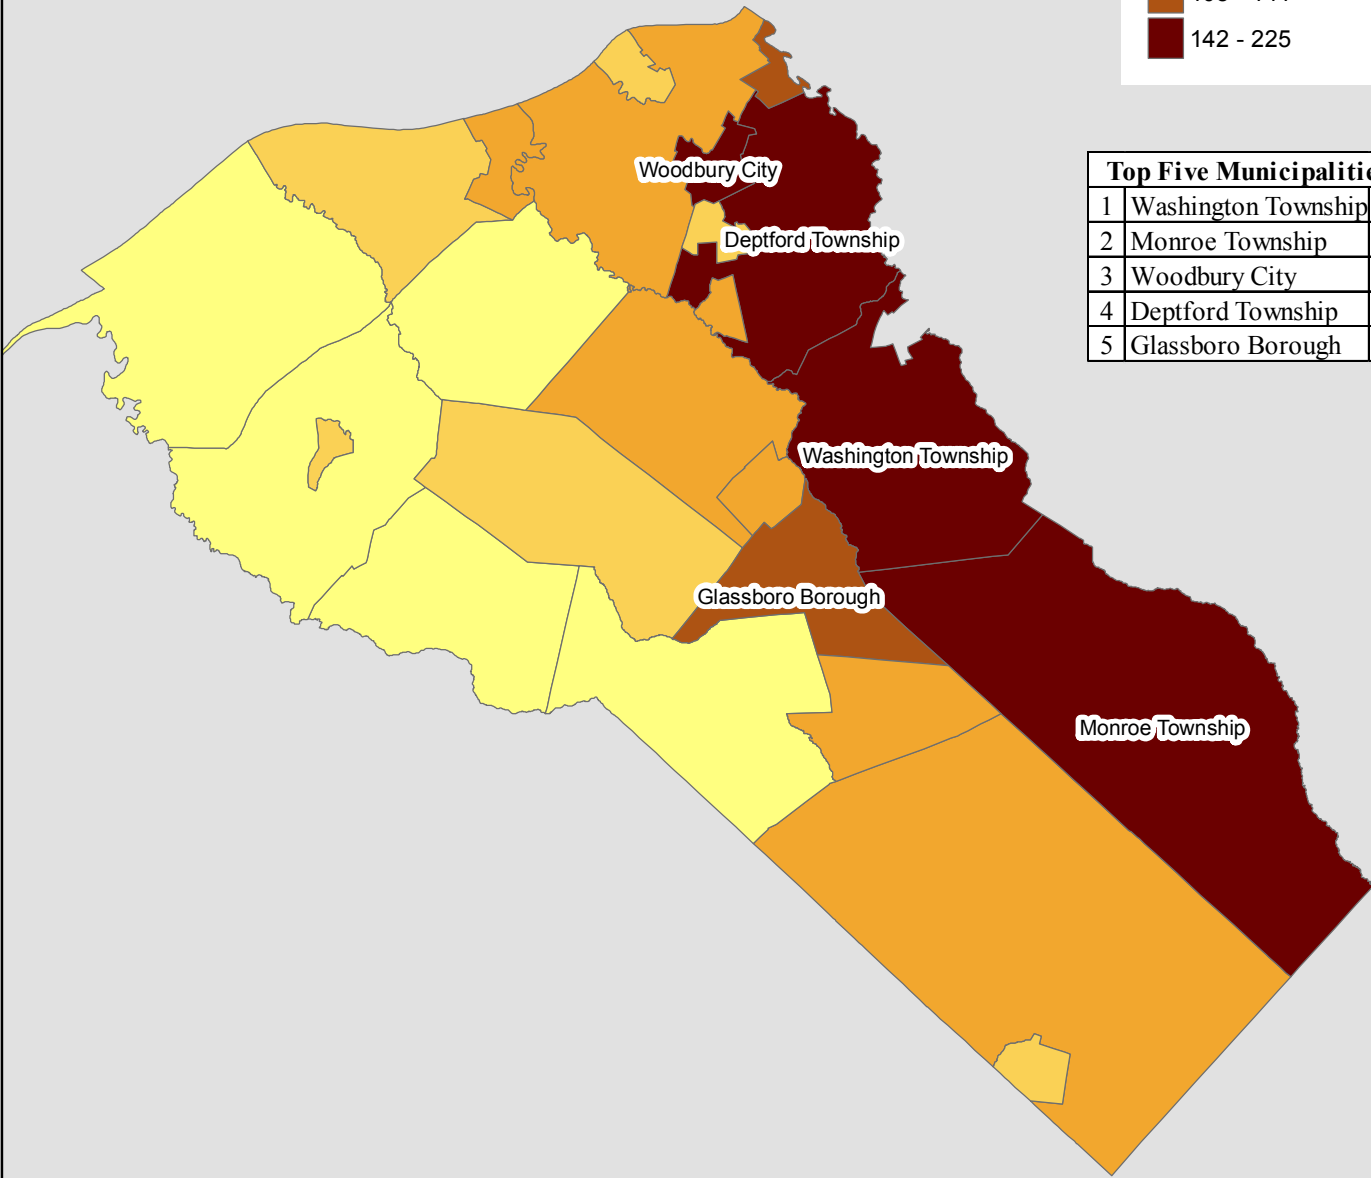 142 - 225
Top Five Municipalitie
1 Washington Township
2 Monroe Township
3 Woodbury City
4 Deptford Township
5 Glassboro Borough
Woodbury City
Deptford Township
Washington Township
Glassboro Borough
Monroe Township